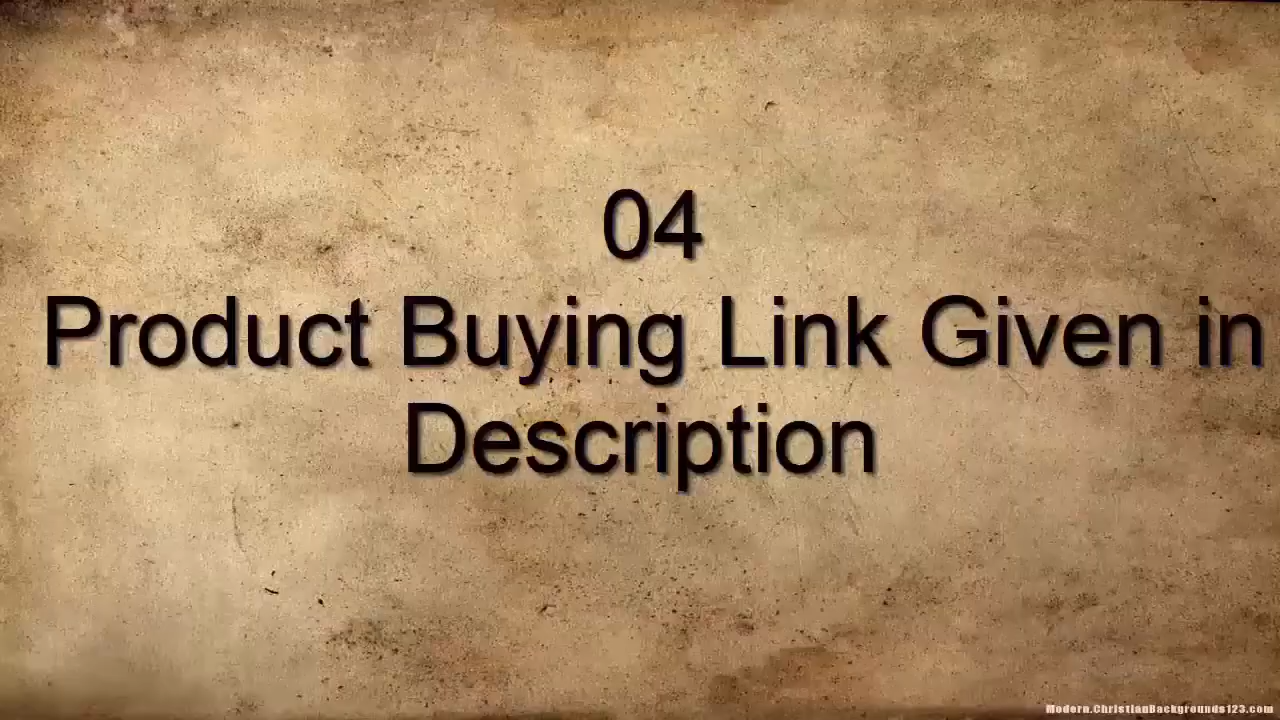 04
Product Buying Link Given in
Description
Modern.ChristianBackgrounds123.com